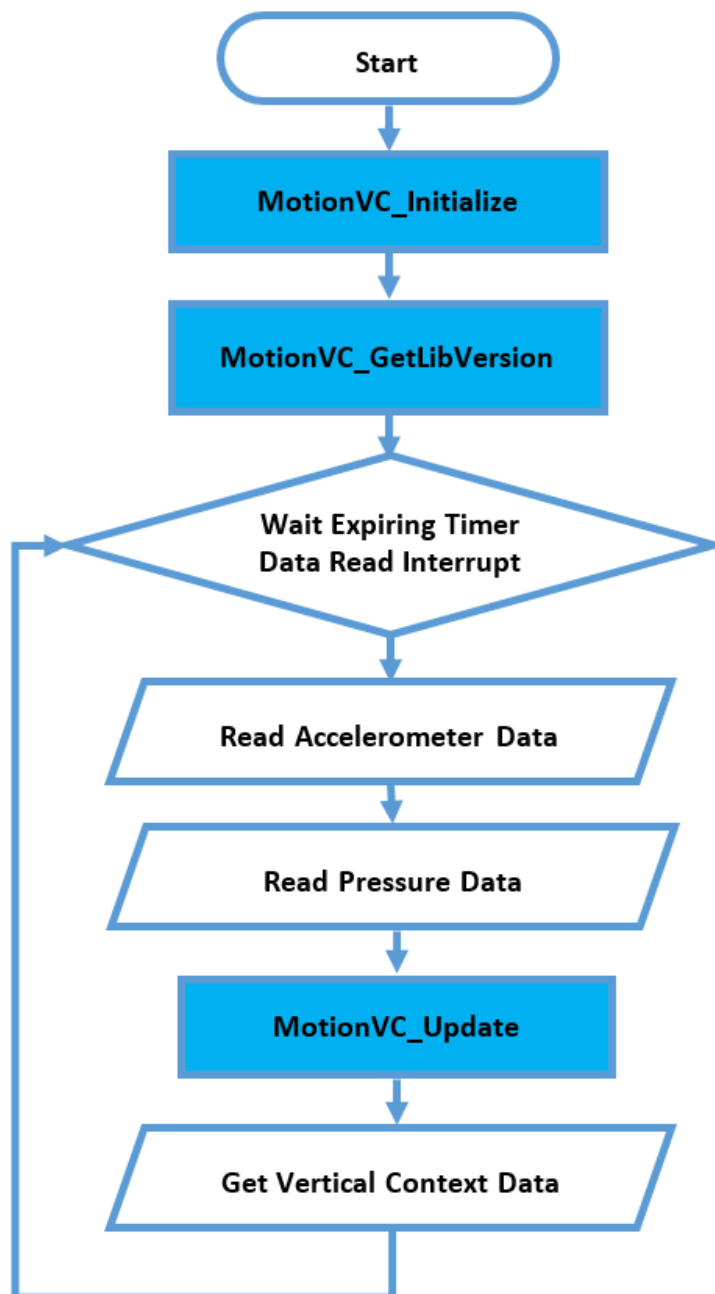 Start
MotionVC_Initialize
MotionVC_GetLibVersion
Wait Expiring Timer
Data Read Interrupt
Read Accelerometer Data
Read Pressure Data
MotionVC_Update
Get Vertical Context Data